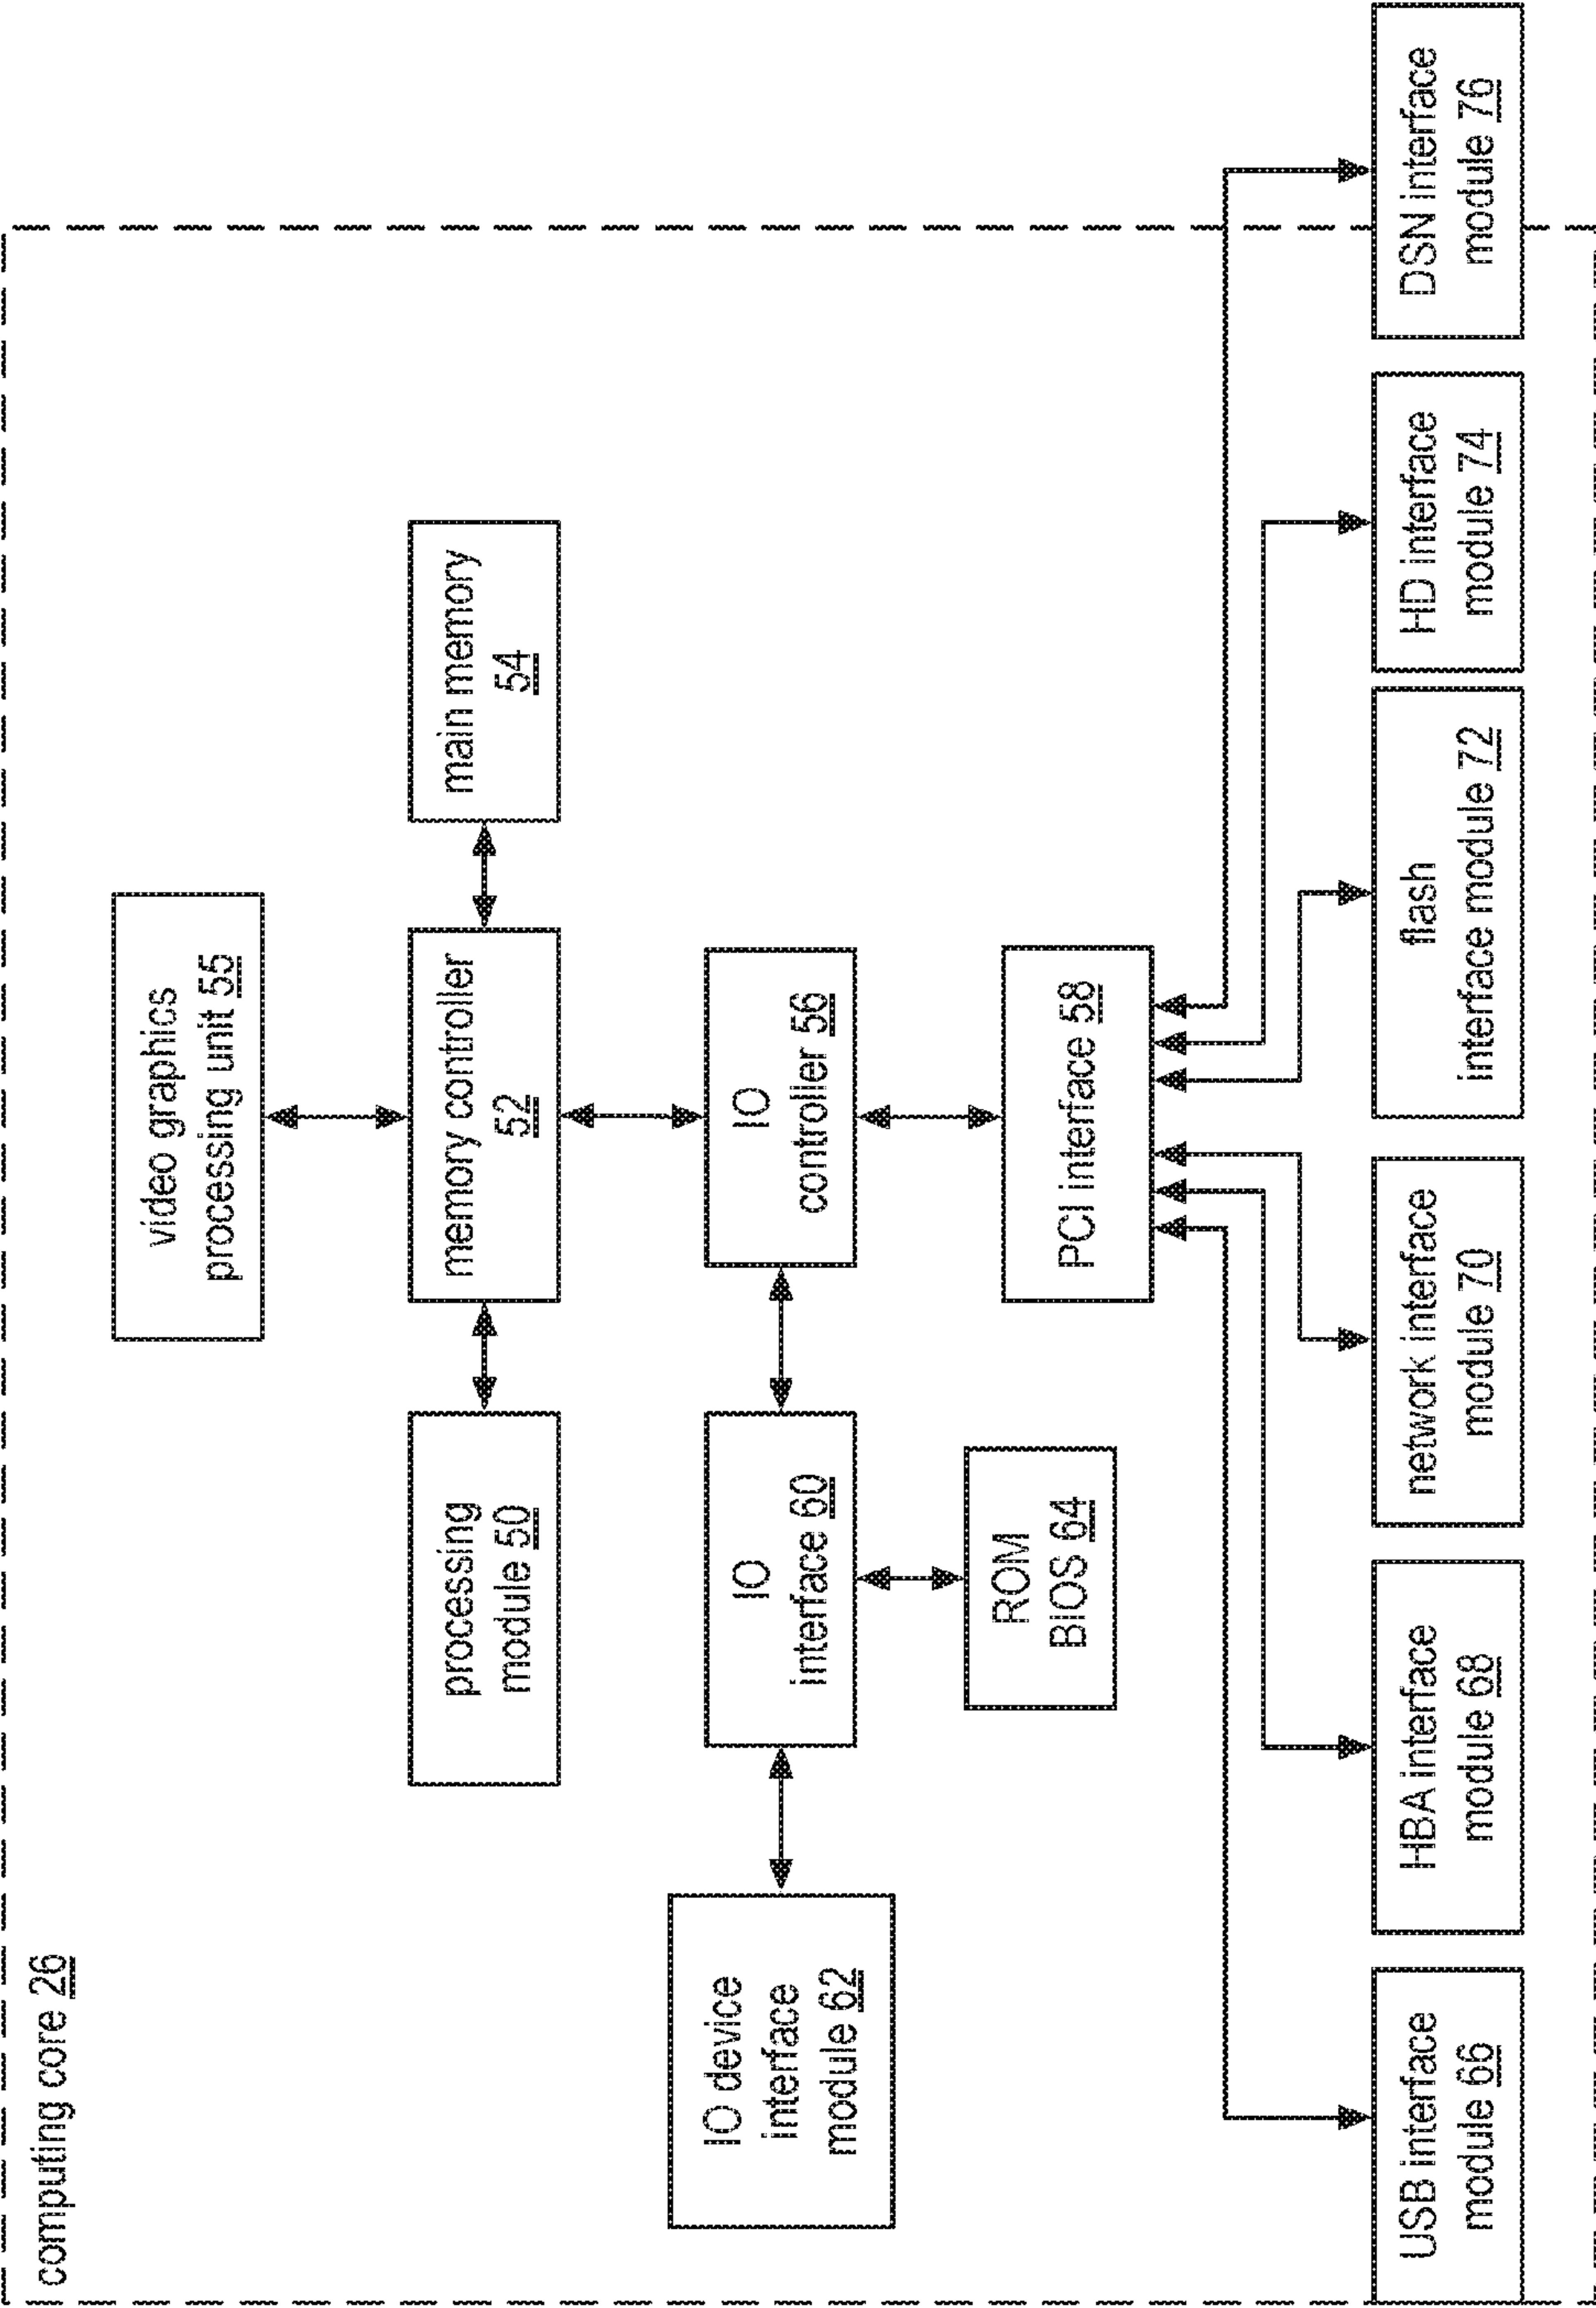 computing core 26
video graphics
processing unit 55
processing
module 50
memory controller
52
main memory
54
IO device
interface
module 62
IO
interface 60
IO
controller 56
ROM
BIOS 64
PCI interface 58
USB interface
module 66
HBA interface
module 68
network interface
module 70
flash
interface module 72
HD interface
module 74
DSN interface
module 76